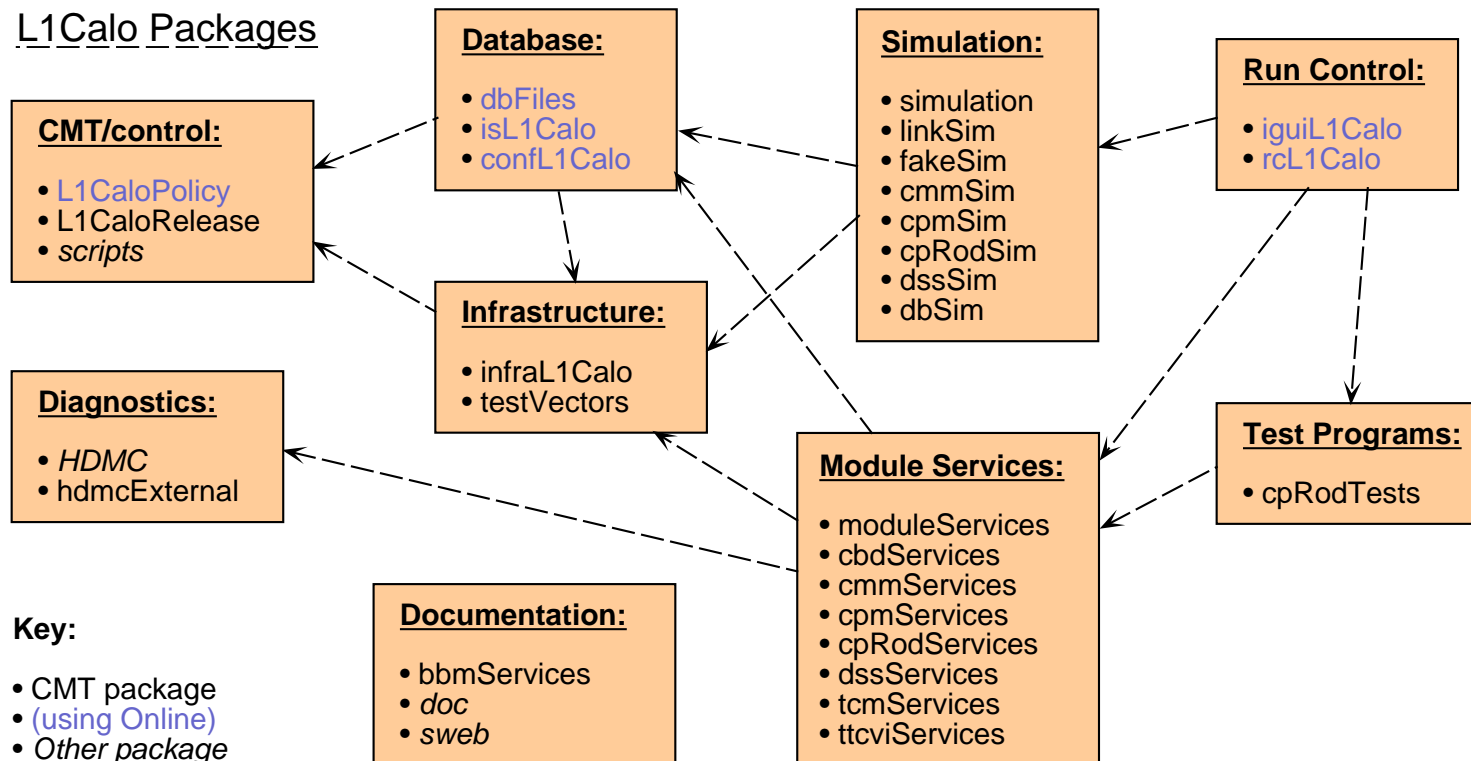 L1Calo Packages
CMT/control:
• L1CaloPolicy
• L1CaloRelease
• scripts
Database:
• dbFiles
• isL1Calo
• confL1Calo
Simulation:
• simulation
• linkSim
• fakeSim
• cmmSim
• cpmSim
• cpRodSim
• dssSim
• dbSim
Run Control:
• iguiL1Calo
• rcL1Calo
Infrastructure:
• infraL1Calo
• testVectors
Diagnostics:
• HDMC
• hdmcExternal
Module Services:
• moduleServices
• cbdServices
• cmmServices
• cpmServices
• cpRodServices
• dssServices
• tcmServices
• ttcviServices
Test Programs:
• cpRodTests
Documentation:
• bbmServices
• doc
• sweb
Key:
• CMT package
• (using Online)
• Other package